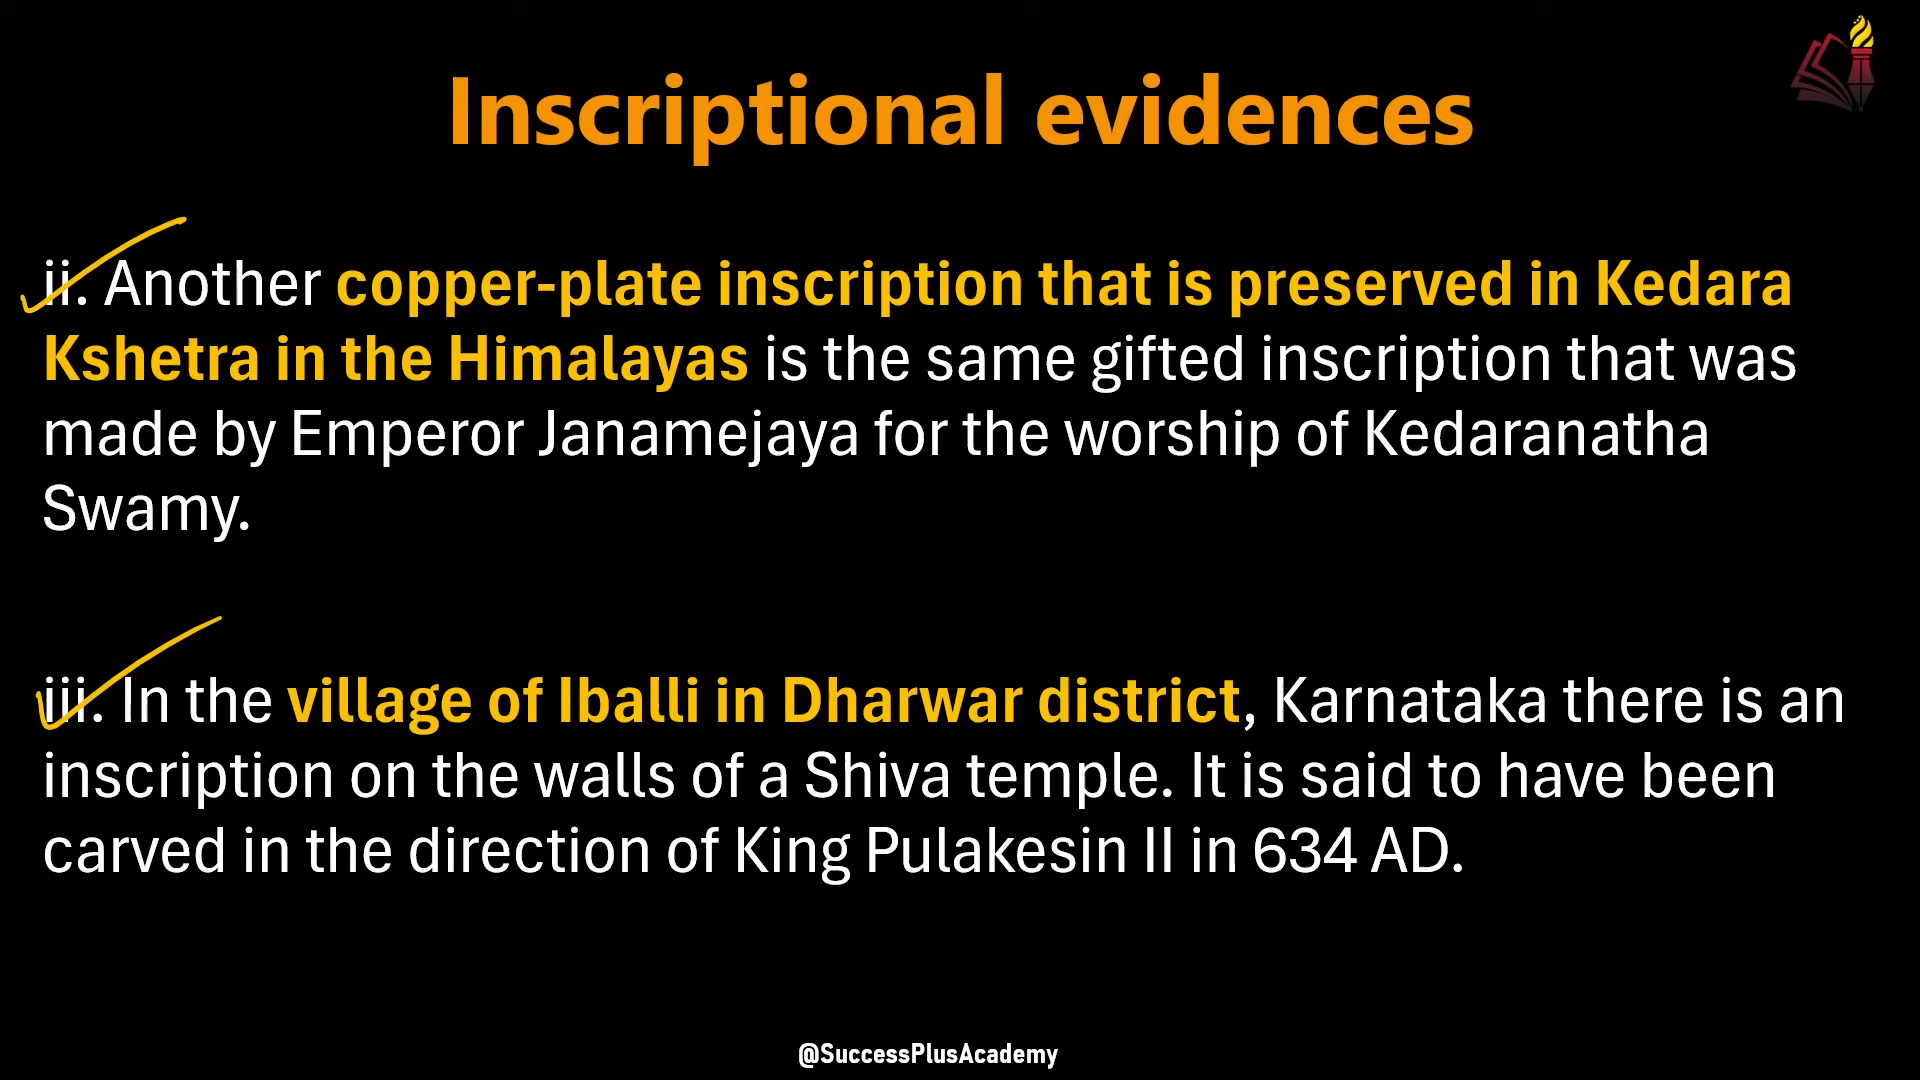 Inscriptional evidences
ii. Another copper-plate inscription that is preserved in Kedara
Kshetra in the Himalayas is the same gifted inscription that was
made by Emperor Janamejaya for the worship of Kedaranatha
Swamy.
iii. In the village of Iballi in Dharwar district, Karnataka there is an
inscription on the walls of a Shiva temple. It is said to have been
carved in the direction of King Pulakesin II in 634 AD.
@SuccessPlusAcademy